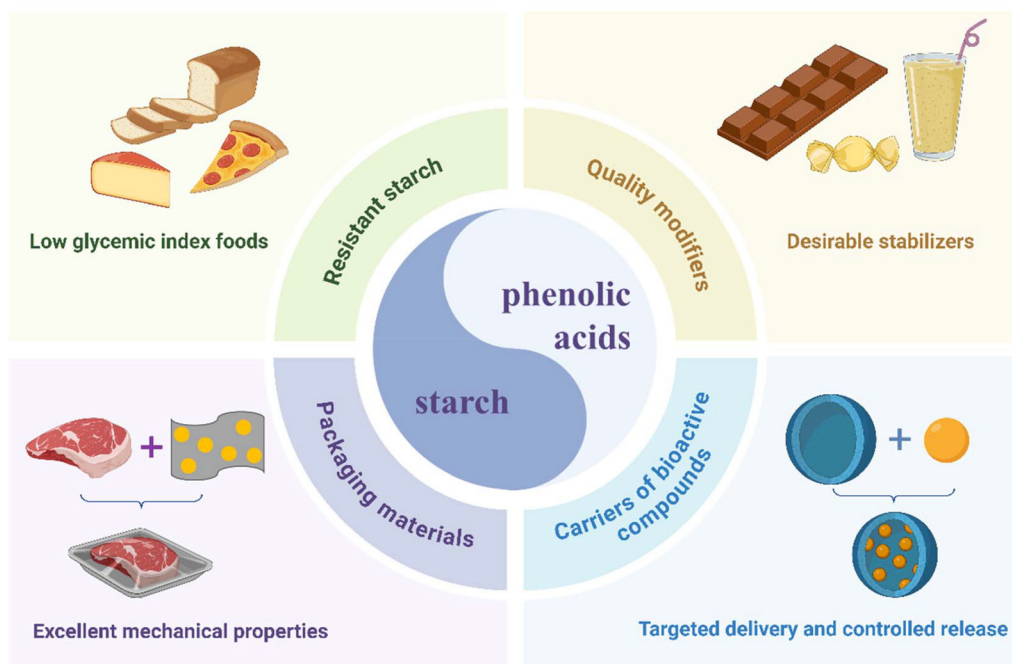 Resistant starch
Low glycemic index foods
Quality modifiers
Desirable stabilizers
phenolic
acids
starch
Packaging materials
Excellent mechanical properties
Carriers of bioactive
compounds
Targeted delivery and controlled release